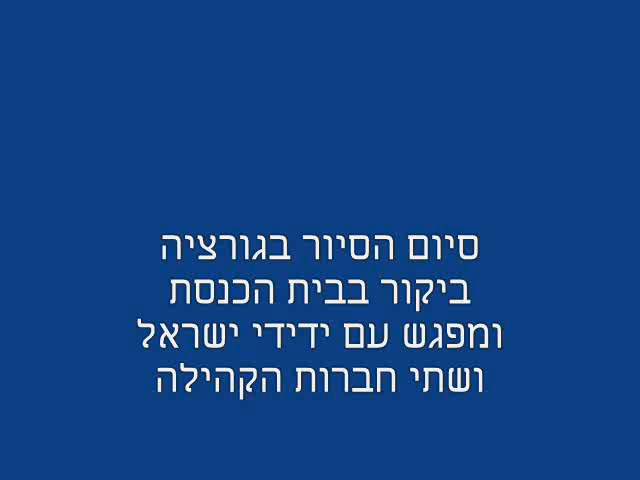 סיום הסיור בגורציה
ביקור בבית הכנסת
ומפגש עם ידידי ישראל
ושתי חברות הקהילה